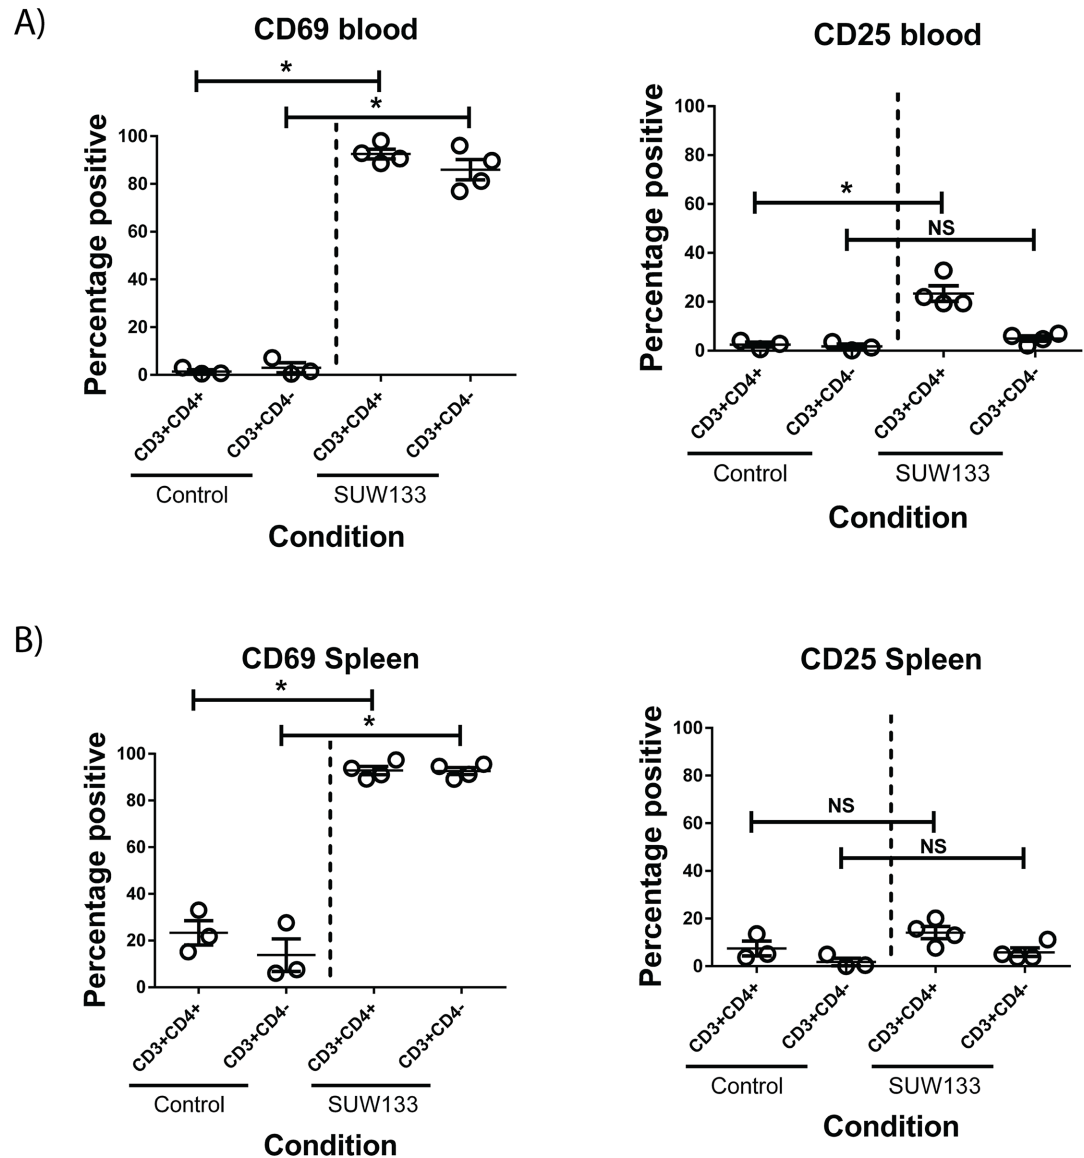 A)
CD69 blood
*
*
Percentage positive
100
80
60
40
20
0
CD3+CD4+
CD3+CD4-
CD3+CD4+
CD3+CD4-
Control
SUW133
Condition
CD25 blood
*
NS
Percentage positive
100
80
60
40
20
0
CD3+CD4+
CD3+CD4-
CD3+CD4+
CD3+CD4-
Control
SUW133
Condition
B)
CD69 Spleen
*
*
Percentage positive
100
80
60
40
20
0
CD3+CD4+
CD3+CD4-
CD3+CD4+
CD3+CD4-
Control
SUW133
Condition
CD25 Spleen
NS
NS
Percentage positive
100
80
60
40
20
0
CD3+CD4+
CD3+CD4-
CD3+CD4+
CD3+CD4-
Control
SUW133
Condition